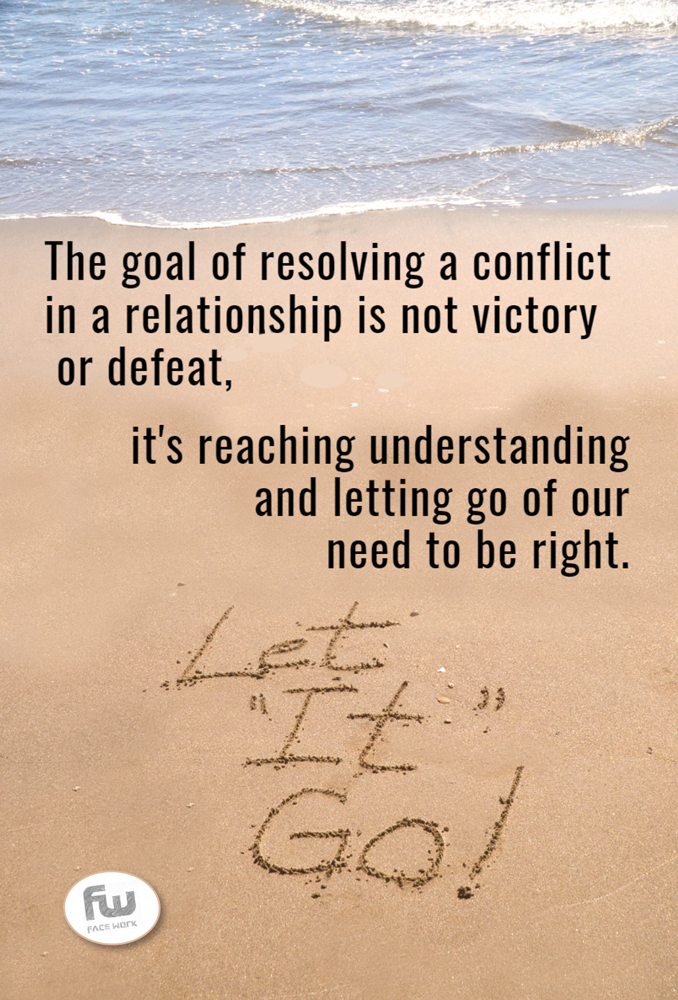 The goal of resolving a conflict
in a relationship is not victory
or defeat,
it's reaching understanding
and letting go of our
need to be right.
Let
"It"
Go!
fw
FACE WORK